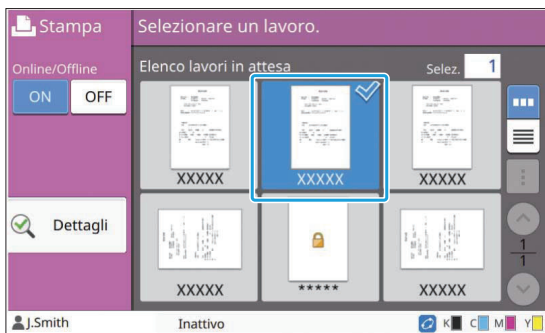 Stampa
Selezionare un lavoro.
Online/Offline
ON OFF
Elenco lavori in attesa
Selez. 1
XXXXX XXXXX XXXXX
Dettagli
XXXXX ***** XXXXX
1
1
J.Smith
Inattivo
K C M Y